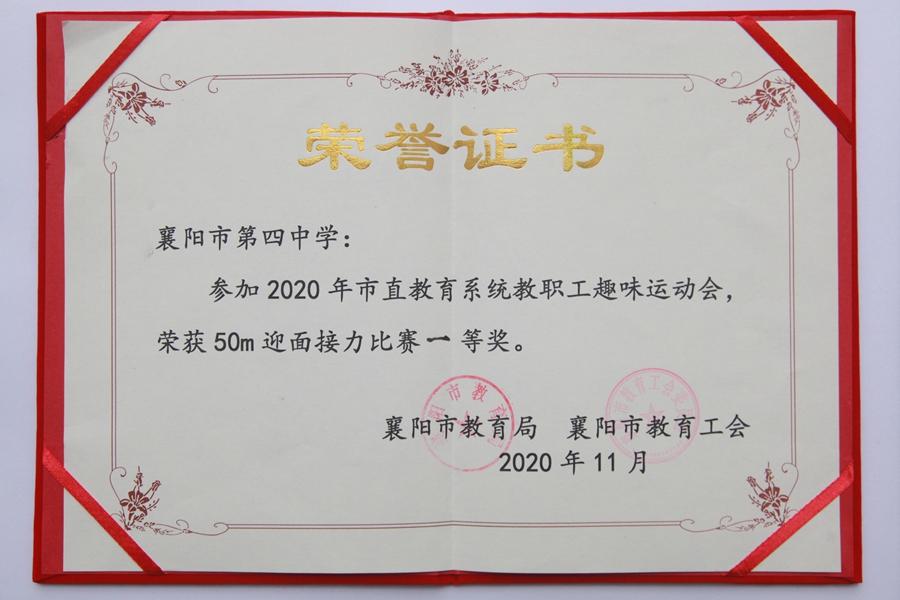 荣誉证书
襄阳市第四中学：
参加2020年市直教育系统教职工趣味运动会，
荣获50m迎面接力比赛一等奖。
襄阳市教育局 襄阳市教育工会
2020年11月